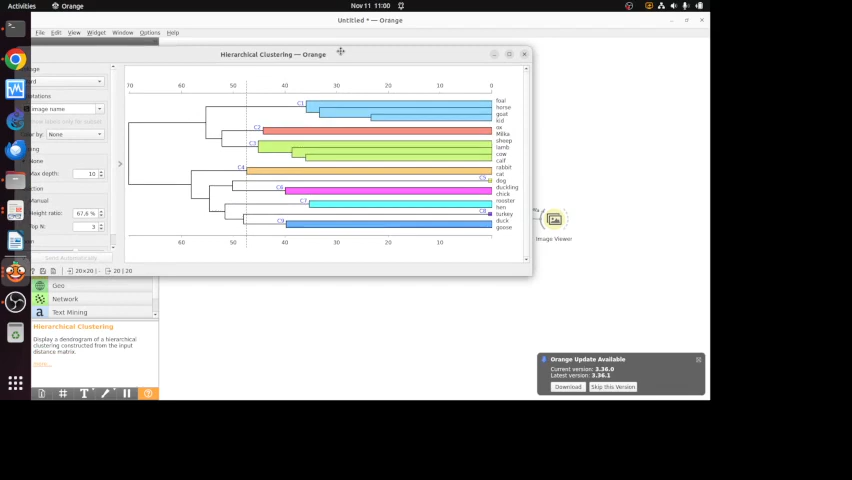 Activities Orange Nov 11 11:00
Untitled * — Orange
File Edit View Widget Window Options Help
Hierarchical Clustering — Orange
image name
Color by: None
None
Max depth: 10
Manual
Height ratio: 67.6 %
Top N: 3
Send Automatically
20×20 | - 20 | 20
70 60 50 40 30 20 10 0
C1
C2
C3
C4
C5
C6
C7
C8
C9
foal
horse
goat
kid
ox
Milka
sheep
lamb
cow
calf
rabbit
cat
dog
duckling
chick
rooster
hen
turkey
duck
goose
60 50 40 30 20 10 0
Image Viewer
Geo
Network
Text Mining
Hierarchical Clustering
Display a dendrogram of a hierarchical
clustering constructed from the input
distance matrix.
more...
Orange Update Available
Current version: 3.36.0
Latest version: 3.36.1
Download Skip this Version